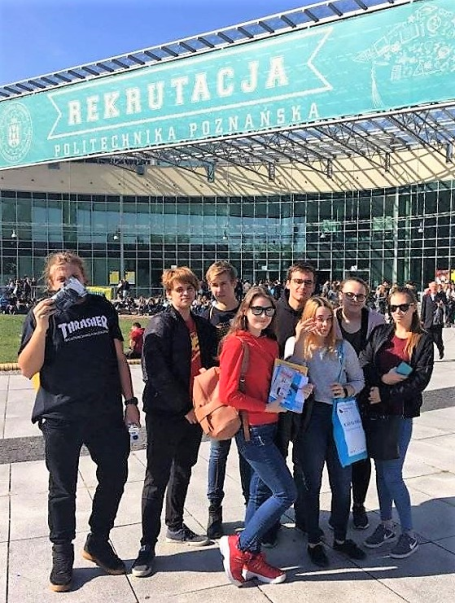 REKRUTACJA
POLITECHNIKA POZNAŃSKA
THRASHER